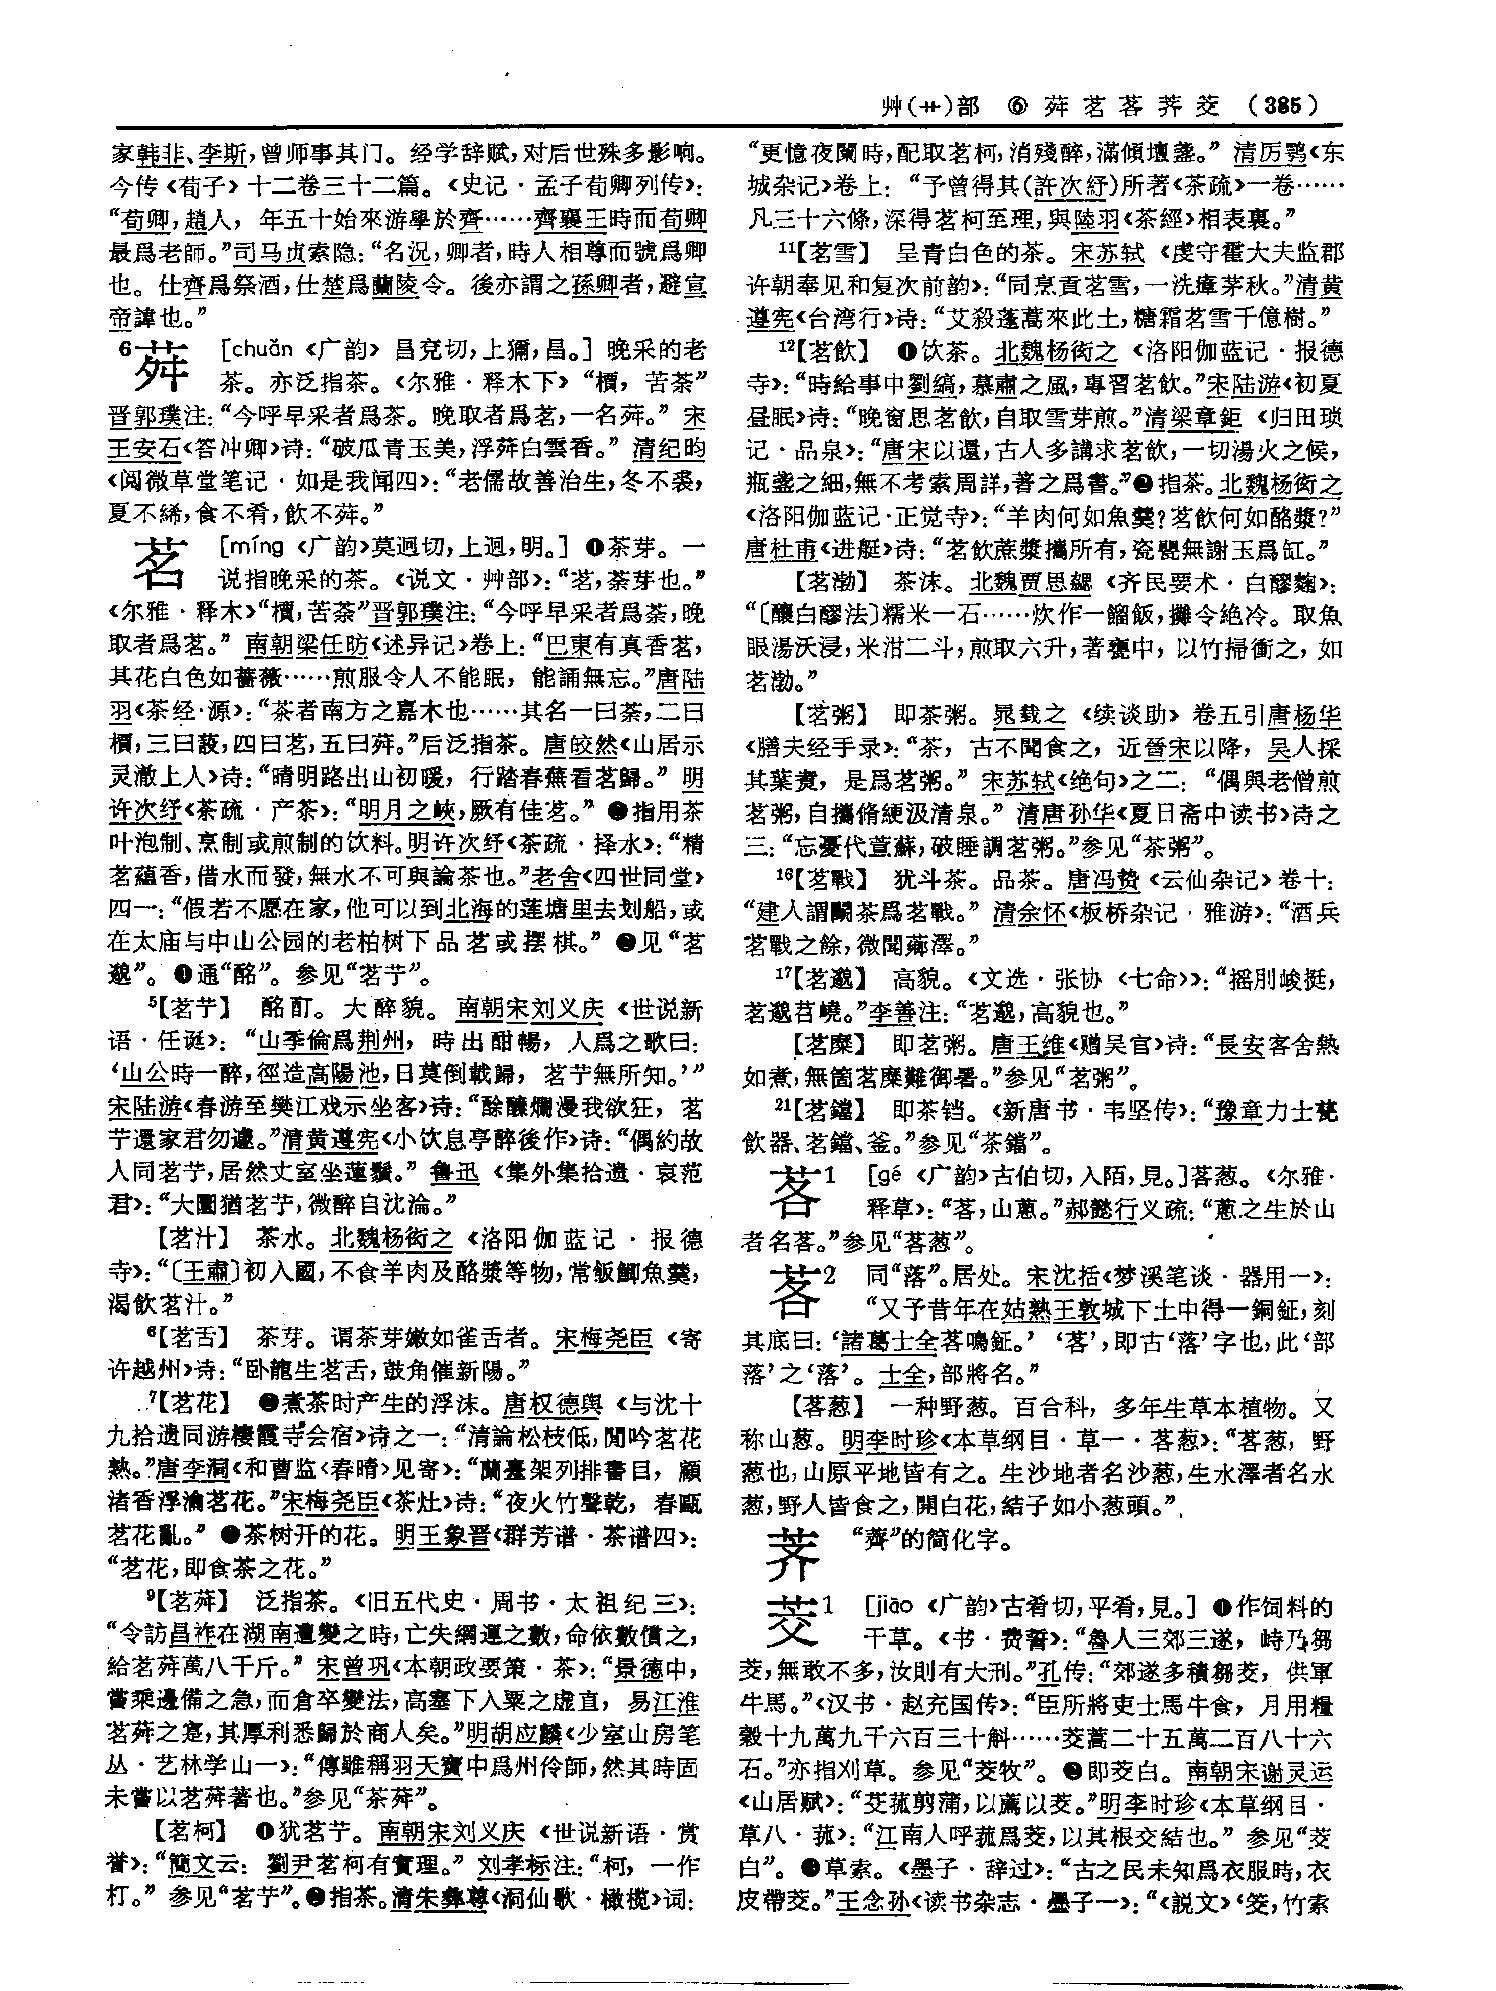 艸(艹)部 ⑥ 荈茗茖荠茭 (385)
家韩非、李斯,曾师事其门。经学辞赋,对后世殊多影响。
今传《荀子》十二卷三十二篇。《史记·孟子荀卿列传》:
“荀卿,趙人,年五十始來游學於齊……齊襄王時而荀卿
最爲老師。”司马贞索隐:“名況,卿者,時人相尊而號爲卿
也。仕齊爲祭酒,仕楚爲蘭陵令。後亦謂之孫卿者,避宣
帝諱也。”
6荈 [chuǎn《广韵》昌兗切,上獮,昌。] 晚采的老
茶。亦泛指茶。《尔雅·释木下》“檟,苦荼”
晋郭璞注:“今呼早采者爲茶。晚取者爲茗,一名荈。”宋
王安石《答冲卿》诗:“破瓜青玉美,浮荈白雲香。”清纪昀
《阅微草堂笔记·如是我闻四》:“老儒故善治生,冬不裘,
夏不絺,食不肴,飲不荈。”
茗 [míng《广韵》莫迥切,上迥,明。] ❶茶芽。一
说指晚采的茶。《说文·艸部》:“茗,荼芽也。”
《尔雅·释木》“檟,苦荼”晋郭璞注:“今呼早采者爲荼,晚
取者爲茗。”南朝梁任昉《述异记》卷上:“巴東有真香茗,
其花白色如薔薇……煎服令人不能眠,能誦無忘。”唐陆
羽《茶经·源》:“茶者南方之嘉木也……其名一曰茶,二曰
檟,三曰蔎,四曰茗,五曰荈。”后泛指茶。唐皎然《山居示
灵澈上人》诗:“晴明路出山初暖,行踏春蕪看茗歸。”明
许次纾《茶疏·产茶》:“明月之峽,厥有佳茗。”❷指用茶
叶泡制、烹制或煎制的饮料。明许次纾《茶疏·择水》:“精
茗蘊香,借水而發,無水不可與論茶也。”老舍《四世同堂》
四一:“假若不愿在家,他可以到北海的莲塘里去划船,或
在太庙与中山公园的老柏树下品茗或摆棋。”❸见“茗
邈”。❹通“酩”。参见“茗艼”。
5【茗艼】 酩酊。大醉貌。南朝宋刘义庆《世说新
语·任诞》:“山季倫爲荆州,時出酣暢,人爲之歌曰:
‘山公時一醉,徑造高陽池,日莫倒載歸,茗艼無所知。’”
宋陆游《春游至樊江戏示坐客》诗:“酴醾爛漫我欲狂,茗
艼還家君勿遽。”清黄遵宪《小饮息亭醉後作》诗:“偶約故
人同茗艼,居然丈室坐蓮鬚。”鲁迅《集外集拾遗·哀范
君》:“大圜猶茗艼,微醉自沈淪。”
【茗汁】 茶水。北魏杨衒之《洛阳伽蓝记·报德
寺》:“〔王肅〕初入國,不食羊肉及酪漿等物,常飯鯽魚羹,
渴飲茗汁。”
6【茗舌】 茶芽。谓茶芽嫩如雀舌者。宋梅尧臣《寄
许越州》诗:“卧龍生茗舌,鼓角催新陽。”
7【茗花】 ❶煮茶时产生的浮沫。唐权德舆《与沈十
九拾遗同游棲霞寺会宿》诗之一:“清論松枝低,閒吟茗花
熟。”唐李洞《和曹监〈春晴〉见寄》:“蘭臺架列排書目,顧
渚香浮瀹茗花。”宋梅尧臣《茶灶》诗:“夜火竹聲乾,春甌
茗花亂。”❷茶树开的花。明王象晋《群芳谱·茶谱四》:
“茗花,即食茶之花。”
9【茗荈】 泛指茶。《旧五代史·周书·太祖纪三》:
“令訪昌祚在湖南遭變之時,亡失綱運之數,命依數償之,
給茗荈萬八千斤。”宋曾巩《本朝政要策·茶》:“景德中,
嘗乘邊備之急,而倉卒變法,高塞下入粟之虚直,易江淮
茗荈之寔,其厚利悉歸於商人矣。”明胡应麟《少室山房笔
丛·艺林学山一》:“傳雖稱羽天寶中爲州伶師,然其時固
未嘗以茗荈著也。”参见“茶荈”。
【茗柯】 ❶犹茗艼。南朝宋刘义庆《世说新语·赏
誉》:“簡文云:劉尹茗柯有實理。”刘孝标注:“柯,一作
朾。”参见“茗艼”。❷指茶。清朱彝尊《洞仙歌·橄榄》词:
“更憶夜闌時,配取茗柯,消殘醉,滿傾壇盞。”清厉鹗《东
城杂记》卷上:“予曾得其(許次紓)所著《茶疏》一卷……
凡三十六條,深得茗柯至理,與陸羽《茶經》相表裏。”
11【茗雪】 呈青白色的茶。宋苏轼《虔守霍大夫监郡
许朝奉见和复次前韵》:“同烹貢茗雪,一洗瘴茅秋。”清黄
遵宪《台湾行》诗:“艾殺蓬蒿來此土,糖霜茗雪千億樹。”
12【茗飲】 ❶饮茶。北魏杨衒之《洛阳伽蓝记·报德
寺》:“時給事中劉縞,慕肅之風,專習茗飲。”宋陆游《初夏
昼眠》诗:“晚窗思茗飲,自取雪芽煎。”清梁章鉅《归田琐
记·品泉》:“唐宋以還,古人多講求茗飲,一切湯火之候,
瓶盞之細,無不考索周詳,著之爲書。”❷指茶。北魏杨衒之
《洛阳伽蓝记·正觉寺》:“羊肉何如魚羹?茗飲何如酪漿?”
唐杜甫《进艇》诗:“茗飲蔗漿攜所有,瓷甖無謝玉爲缸。”
【茗渤】 茶沫。北魏贾思勰《齐民要术·白醪麴》:
“〔釀白醪法〕糯米一石……炊作一餾飯,攤令絶冷。取魚
眼湯沃浸,米泔二斗,煎取六升,著甕中,以竹掃衝之,如
茗渤。”
【茗粥】 即茶粥。晁载之《续谈助》卷五引唐杨华
《膳夫经手录》:“茶,古不聞食之,近晉宋以降,吴人採
其葉煑,是爲茗粥。”宋苏轼《绝句》之二:“偶與老僧煎
茗粥,自攜脩綆汲清泉。”清唐孙华《夏日斋中读书》诗之
三:“忘憂代萱蘇,破睡調茗粥。”参见“茶粥”。
16【茗戰】 犹斗茶。品茶。唐冯贽《云仙杂记》卷十:
“建人謂鬭茶爲茗戰。”清余怀《板桥杂记·雅游》:“酒兵
茗戰之餘,微聞薌澤。”
17【茗邈】 高貌。《文选·张协〈七命〉》:“摇刖峻挺,
茗邈苕嶢。”李善注:“茗邈,高貌也。”
【茗糜】 即茗粥。唐王维《赠吴官》诗:“長安客舍熱
如煮,無箇茗糜難御暑。”参见“茗粥”。
21【茗鐺】 即茶铛。《新唐书·韦坚传》:“豫章力士瓷
飲器、茗鐺、釜。”参见“茶鐺”。
茖1 [gé《广韵》古伯切,入陌,見。]茖葱。《尔雅·
释草》:“茖,山蔥。”郝懿行义疏:“蔥之生於山
者名茖。”参见“茖葱”。
茖2 同“落”。居处。宋沈括《梦溪笔谈·器用一》:
“又予昔年在姑熟王敦城下土中得一銅鉦,刻
其底曰:‘諸葛士全茖鳴鉦。’‘茖’,即古‘落’字也,此‘部
落’之‘落’。士全,部將名。”
【茖葱】 一种野葱。百合科,多年生草本植物。又
称山葱。明李时珍《本草纲目·草一·茖葱》:“茖葱,野
葱也,山原平地皆有之。生沙地者名沙葱,生水澤者名水
葱,野人皆食之,開白花,結子如小葱頭。”
荠 “薺”的简化字。
茭1 [jiāo《广韵》古肴切,平肴,見。] ❶作饲料的
干草。《书·费誓》:“魯人三郊三遂,峙乃芻
茭,無敢不多,汝則有大刑。”孔传:“郊遂多積芻茭,供軍
牛馬。”《汉书·赵充国传》:“臣所將吏士馬牛食,月用糧
穀十九萬九千六百三十斛……茭藁二十五萬二百八十六
石。”亦指刈草。参见“茭牧”。❷即茭白。南朝宋谢灵运
《山居赋》:“芟菰剪蒲,以薦以茭。”明李时珍《本草纲目·
草八·菰》:“江南人呼菰爲茭,以其根交結也。”参见“茭
白”。❸草索。《墨子·辞过》:“古之民未知爲衣服時,衣
皮帶茭。”王念孙《读书杂志·墨子一》:“《説文》‘筊,竹索